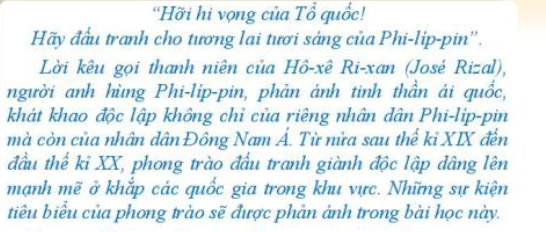 “Hỡi hi vọng của Tổ quốc!
Hãy đấu tranh cho tương lai tươi sáng của Phi-líp-pin”.
Lời kêu gọi thanh niên của Hô-xê Ri-xan (José Rizal),
người anh hùng Phi-líp-pin, phản ánh tinh thần ái quốc,
khát khao độc lập không chỉ của riêng nhân dân Phi-líp-pin
mà còn của nhân dân Đông Nam Á. Từ nửa sau thế kỉ XIX đến
đầu thế kỉ XX, phong trào đấu tranh giành độc lập dâng lên
mạnh mẽ ở khắp các quốc gia trong khu vực. Những sự kiện
tiêu biểu của phong trào sẽ được phản ánh trong bài học này.